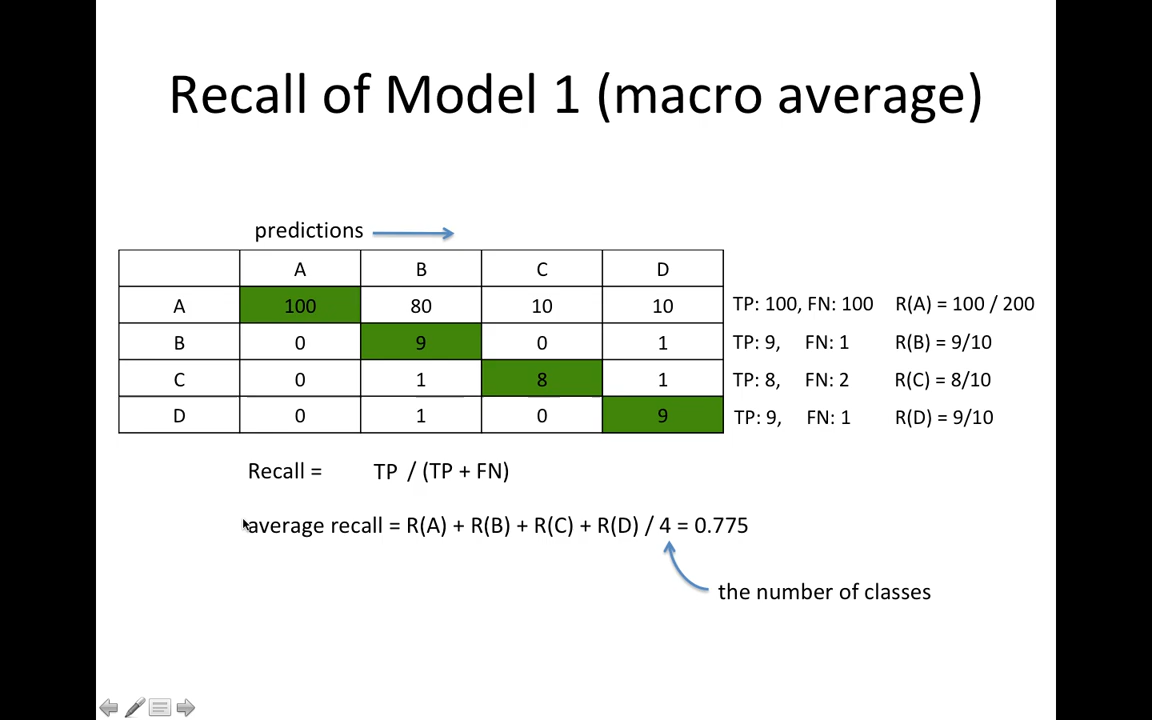 Recall of Model 1 (macro average)
predictions
A B C D
A 100 80 10 10 TP: 100, FN: 100 R(A) = 100 / 200
B 0 9 0 1 TP: 9, FN: 1 R(B) = 9/10
C 0 1 8 1 TP: 8, FN: 2 R(C) = 8/10
D 0 1 0 9 TP: 9, FN: 1 R(D) = 9/10
Recall = TP / (TP + FN)
average recall = R(A) + R(B) + R(C) + R(D) / 4 = 0.775
the number of classes